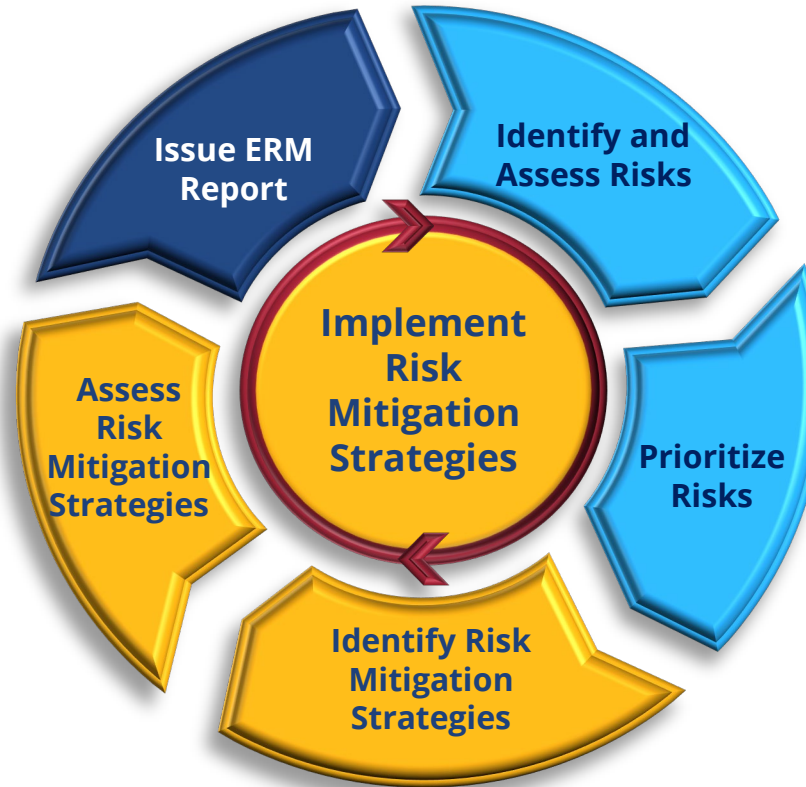 Issue ERM
Report
Identify and
Assess Risks
Prioritize
Risks
Identify Risk
Mitigation
Strategies
Assess
Risk
Mitigation
Strategies
Implement
Risk
Mitigation
Strategies